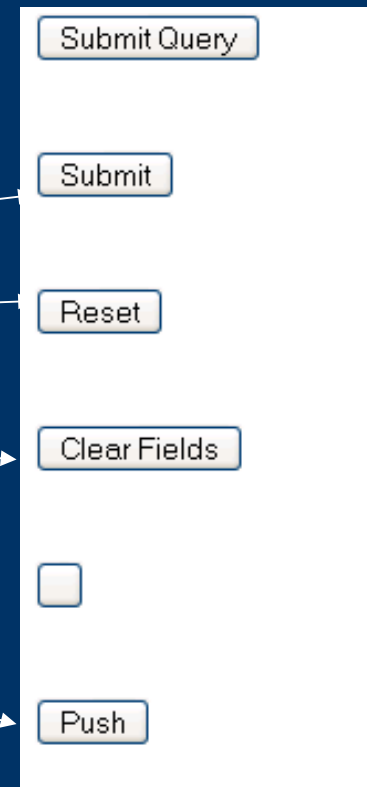 Submit Query
Submit
Reset
Clear Fields
Push